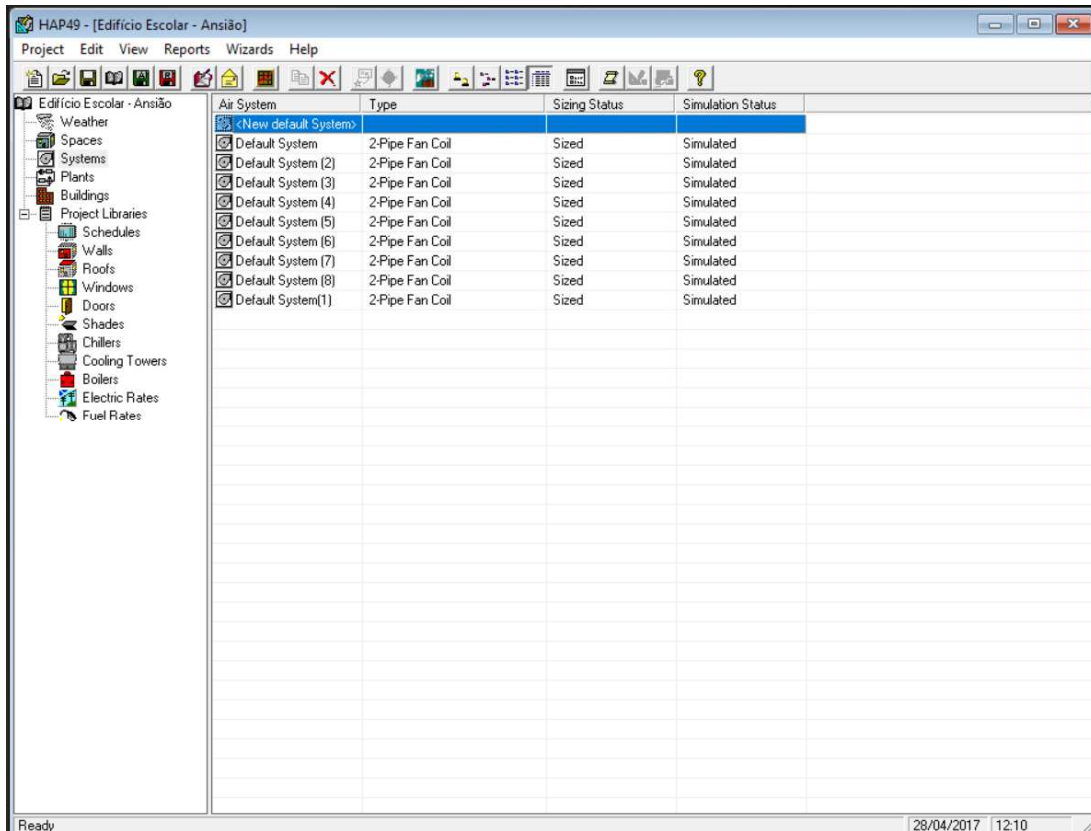 HAP49 - [Edifício Escolar - Ansião]
Project Edit View Reports Wizards Help
Edifício Escolar - Ansião
Weather
Spaces
Systems
Plants
Buildings
Project Libraries
Schedules
Walls
Roofs
Windows
Doors
Shades
Chillers
Cooling Towers
Boilers
Electric Rates
Fuel Rates
Air System Type Sizing Status Simulation Status
<New default System>
Default System 2-Pipe Fan Coil Sized Simulated
Default System (2) 2-Pipe Fan Coil Sized Simulated
Default System (3) 2-Pipe Fan Coil Sized Simulated
Default System (4) 2-Pipe Fan Coil Sized Simulated
Default System (5) 2-Pipe Fan Coil Sized Simulated
Default System (6) 2-Pipe Fan Coil Sized Simulated
Default System (7) 2-Pipe Fan Coil Sized Simulated
Default System (8) 2-Pipe Fan Coil Sized Simulated
Default System(1) 2-Pipe Fan Coil Sized Simulated
Ready 28/04/2017 12:10